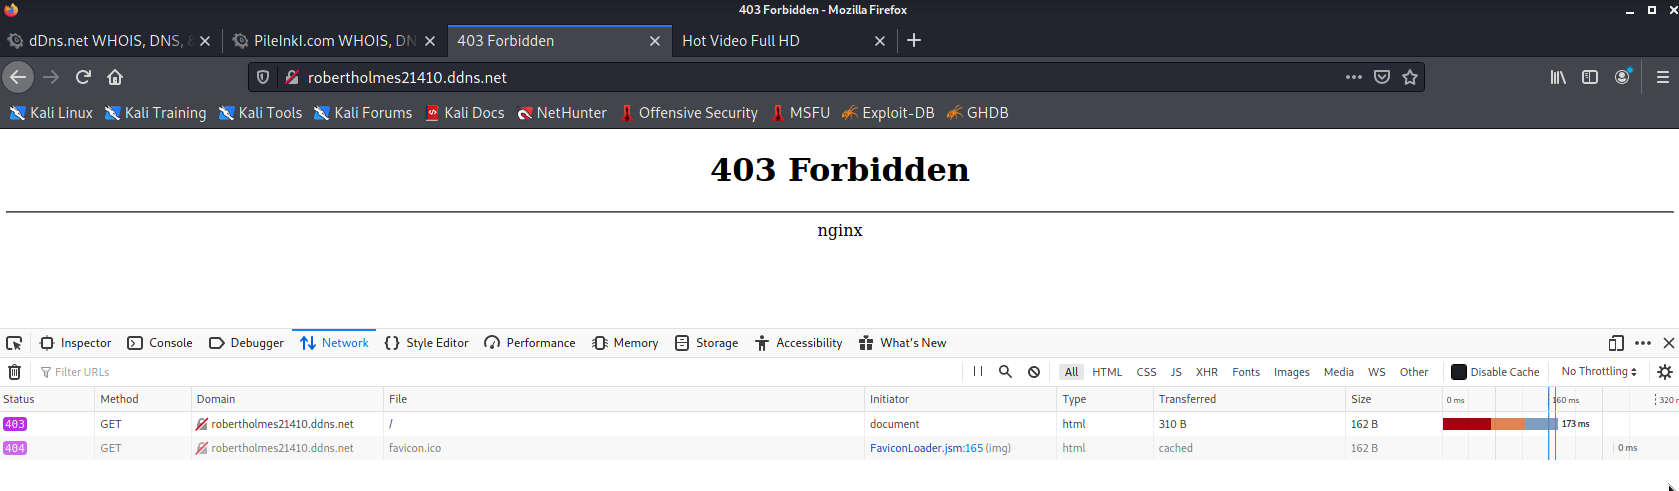 403 Forbidden - Mozilla Firefox
dDns.net WHOIS, DNS, &
PileInkl.com WHOIS, DN
403 Forbidden
Hot Video Full HD
robertholmes21410.ddns.net
Kali Linux Kali Training Kali Tools Kali Forums Kali Docs NetHunter Offensive Security MSFU Exploit-DB GHDB
403 Forbidden
nginx
Inspector Console Debugger Network Style Editor Performance Memory Storage Accessibility What's New
Filter URLs All HTML CSS JS XHR Fonts Images Media WS Other Disable Cache No Throttling
Status Method Domain File Initiator Type Transferred Size 0 ms 160 ms 320 m
403 GET robertholmes21410.ddns.net / document html 310 B 162 B 173 ms
404 GET robertholmes21410.ddns.net favicon.ico FaviconLoader.jsm:165 (img) html cached 162 B 0 ms